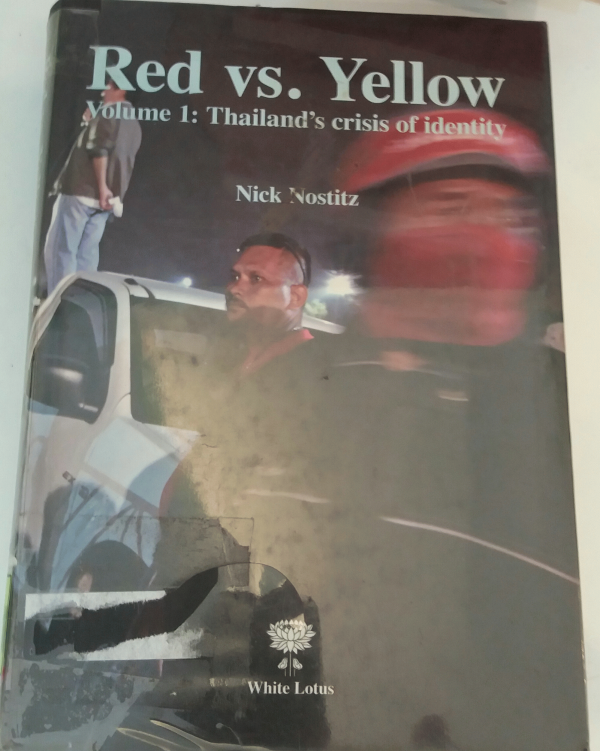 Red vs. Yellow
Volume 1: Thailand's crisis of identity
Nick Nostitz
White Lotus